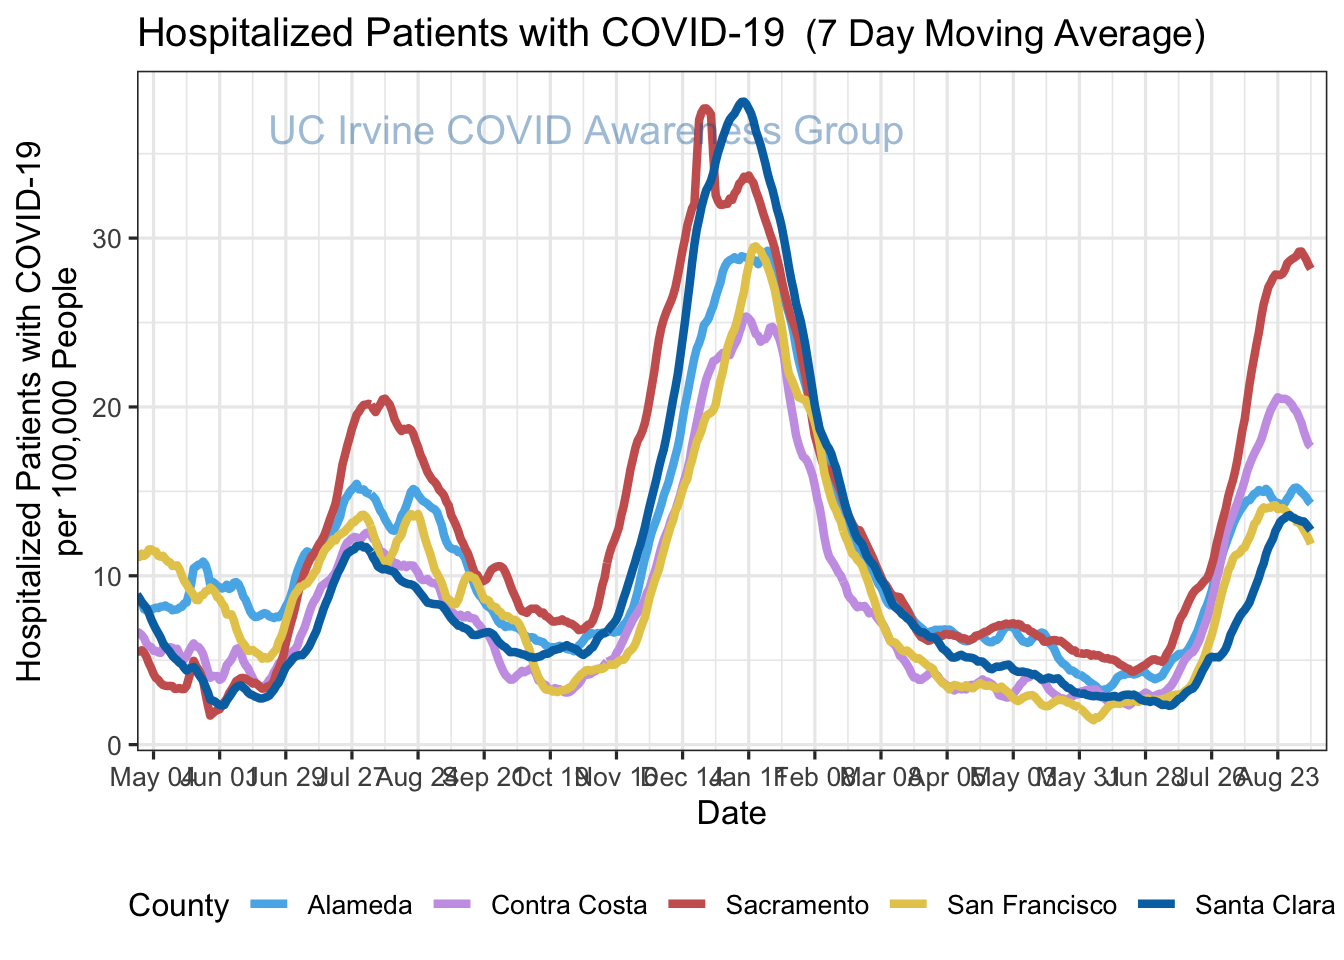 Hospitalized Patients with COVID-19 (7 Day Moving Average)
UC Irvine COVID Awareness Group
Hospitalized Patients with COVID-19
per 100,000 People
30
20
10
0
May 04 Jun 01 Jun 29 Jul 27 Aug 24 Sep 21 Oct 19 Nov 16 Dec 14 Jan 11 Feb 08 Mar 08 Apr 05 May 03 May 31 Jun 28 Jul 26 Aug 23
Date
County Alameda Contra Costa Sacramento San Francisco Santa Clara